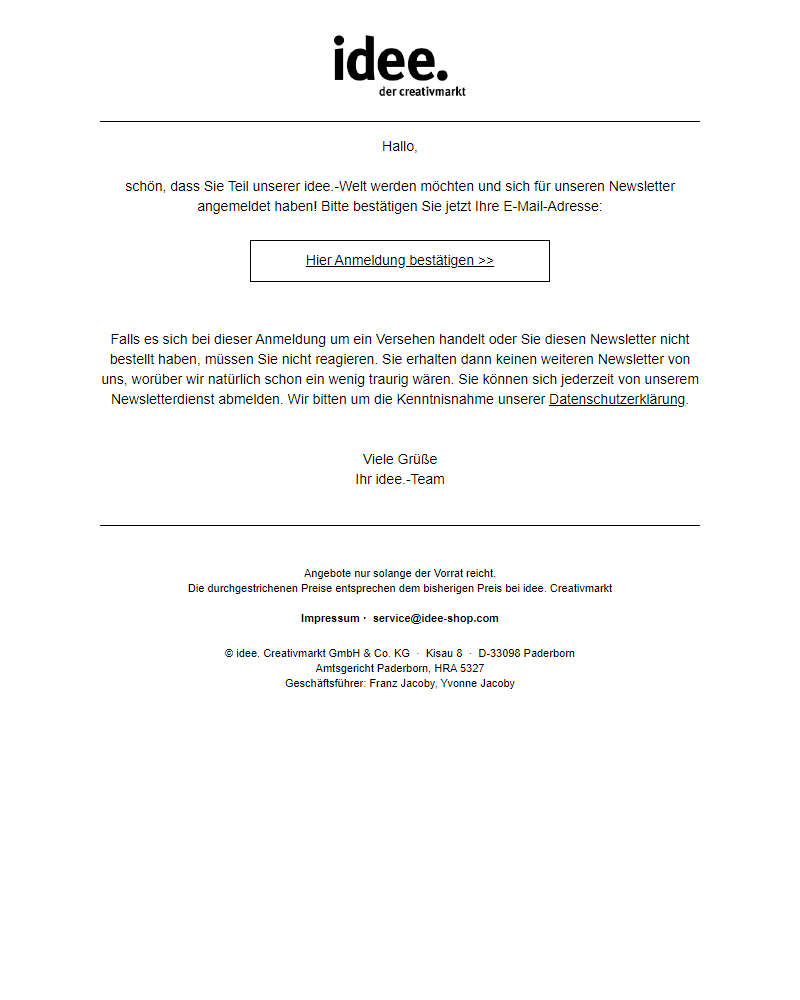 idee.
der creativmarkt
Hallo,
schön, dass Sie Teil unserer idee.-Welt werden möchten und sich für unseren Newsletter
angemeldet haben! Bitte bestätigen Sie jetzt Ihre E-Mail-Adresse:
Hier Anmeldung bestätigen >>
Falls es sich bei dieser Anmeldung um ein Versehen handelt oder Sie diesen Newsletter nicht
bestellt haben, müssen Sie nicht reagieren. Sie erhalten dann keinen weiteren Newsletter von
uns, worüber wir natürlich schon ein wenig traurig wären. Sie können sich jederzeit von unserem
Newsletterdienst abmelden. Wir bitten um die Kenntnisnahme unserer Datenschutzerklärung.
Viele Grüße
Ihr idee.-Team
Angebote nur solange der Vorrat reicht.
Die durchgestrichenen Preise entsprechen dem bisherigen Preis bei idee. Creativmarkt
Impressum · service@idee-shop.com
© idee. Creativmarkt GmbH & Co. KG · Kisau 8 · D-33098 Paderborn
Amtsgericht Paderborn, HRA 5327
Geschäftsführer: Franz Jacoby, Yvonne Jacoby